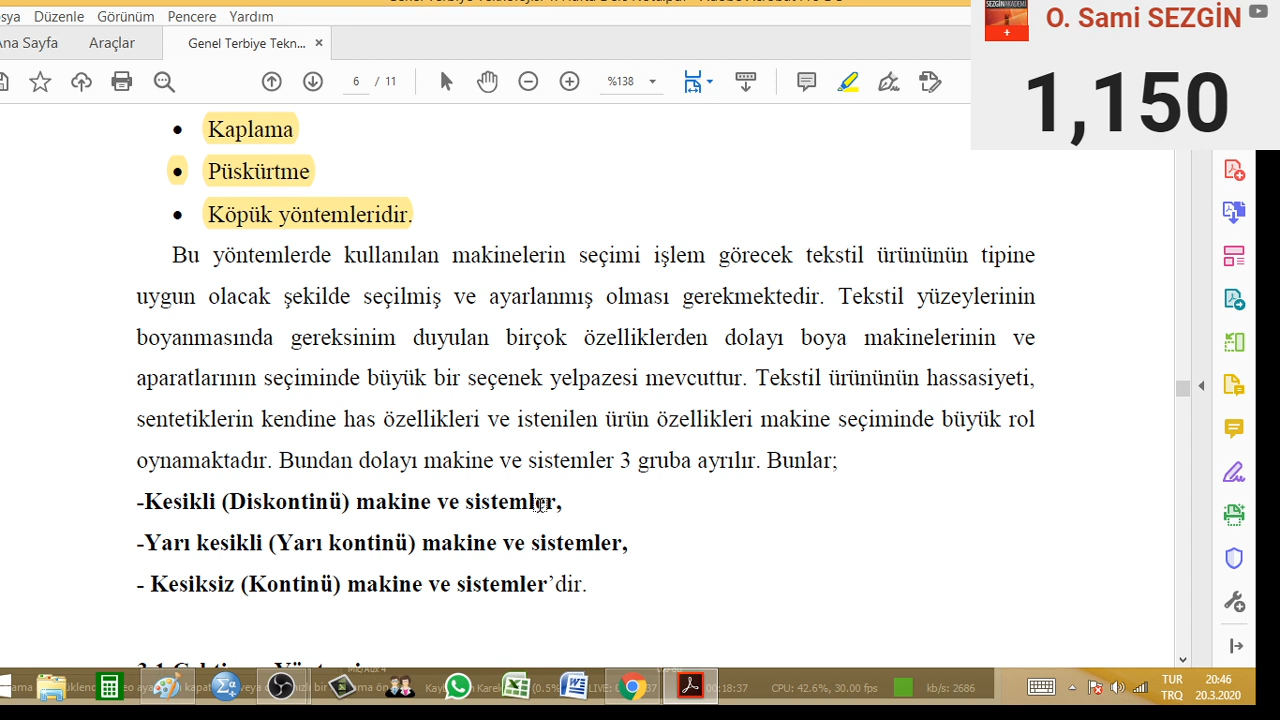 O. Sami SEZGİN
SEZGİNAKADEMİ
1,150
Düzenle Görünüm Pencere Yardım
Ana Sayfa Araçlar Genel Terbiye Tekn... ×
6 / 11 %138
• Kaplama
• Püskürtme
• Köpük yöntemleridir.
Bu yöntemlerde kullanılan makinelerin seçimi işlem görecek tekstil ürününün tipine
uygun olacak şekilde seçilmiş ve ayarlanmış olması gerekmektedir. Tekstil yüzeylerinin
boyanmasında gereksinim duyulan birçok özelliklerden dolayı boya makinelerinin ve
aparatlarının seçiminde büyük bir seçenek yelpazesi mevcuttur. Tekstil ürününün hassasiyeti,
sentetiklerin kendine has özellikleri ve istenilen ürün özellikleri makine seçiminde büyük rol
oynamaktadır. Bundan dolayı makine ve sistemler 3 gruba ayrılır. Bunlar;
-Kesikli (Diskontinü) makine ve sistemler,
-Yarı kesikli (Yarı kontinü) makine ve sistemler,
- Kesiksiz (Kontinü) makine ve sistemler’dir.
CPU: 42.6%, 30.00 fps
kb/s: 2686
TUR 20:46
TRQ 20.3.2020